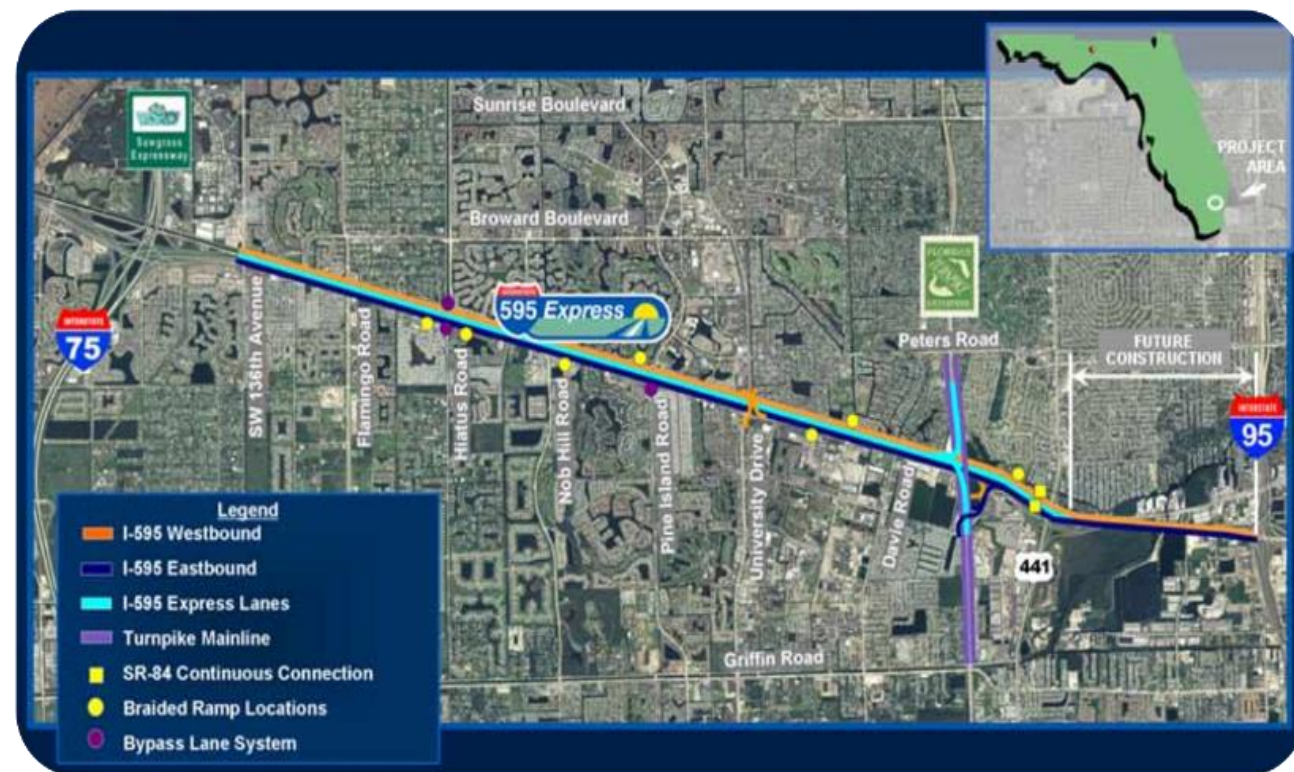 Sawgrass
Expressway
Sunrise Boulevard
PROJECT
AREA
Broward Boulevard
INTERSTATE
595 Express
INTERSTATE
75
SW 136th Avenue
Flamingo Road
Hiatus Road
Nob Hill Road
Pine Island Road
University Drive
Davie Road
Peters Road
FUTURE
CONSTRUCTION
INTERSTATE
95
441
Griffin Road
Legend
I-595 Westbound
I-595 Eastbound
I-595 Express Lanes
Turnpike Mainline
SR-84 Continuous Connection
Braided Ramp Locations
Bypass Lane System